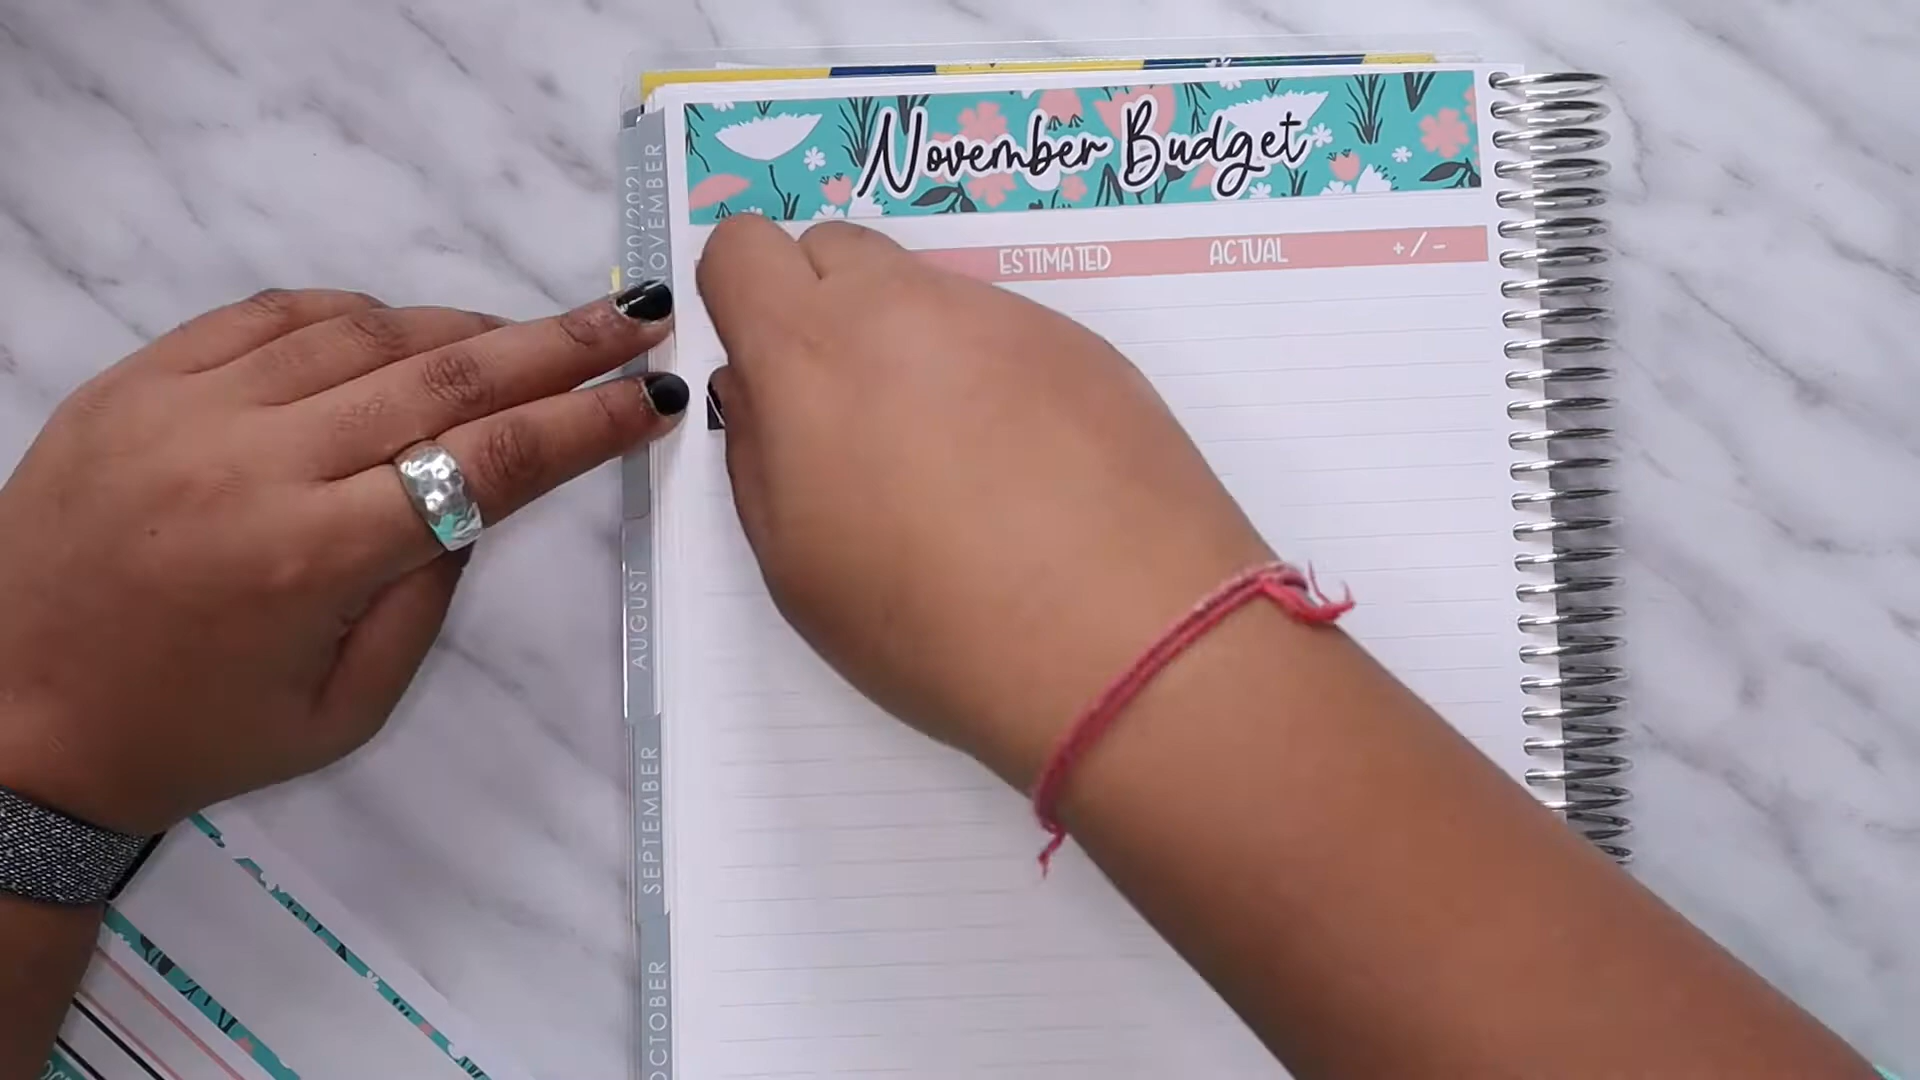 November Budget
ESTIMATED ACTUAL +/-
2020/2021
NOVEMBER
AUGUST
SEPTEMBER
OCTOBER